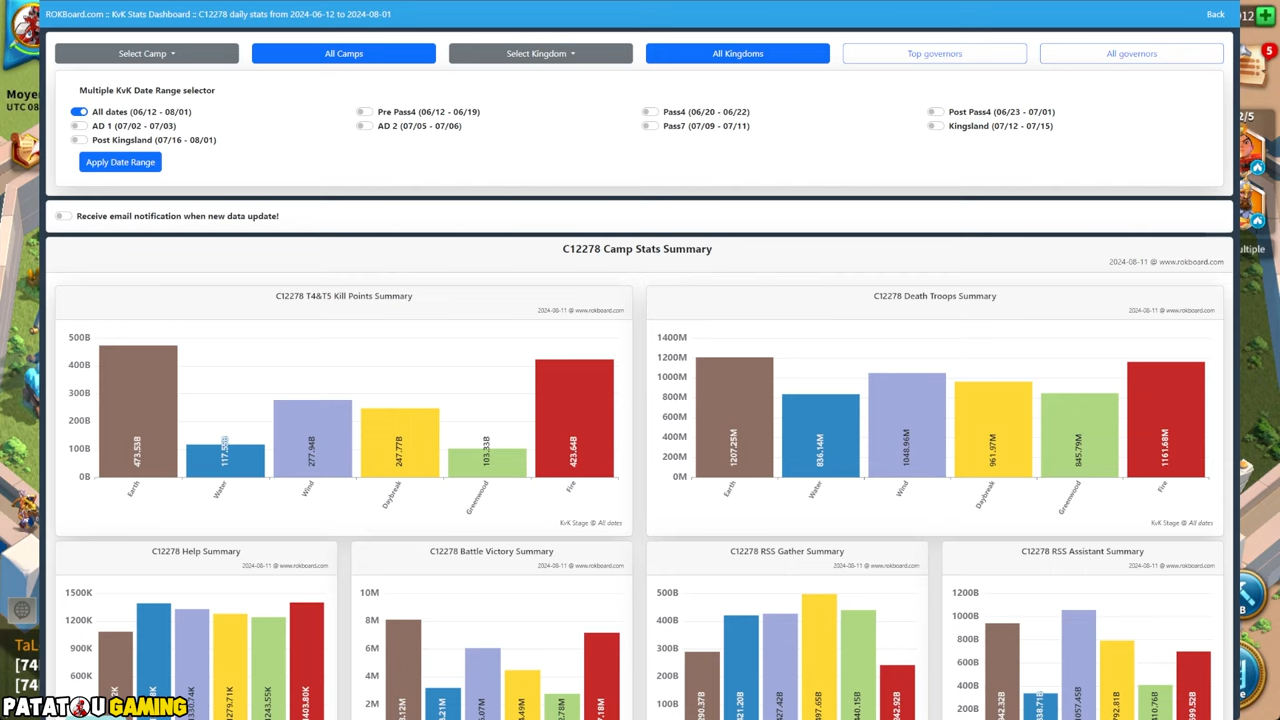 ROKBoard.com :: KvK Stats Dashboard :: C12278 daily stats from 2024-06-12 to 2024-08-01
Back
Select Camp
All Camps
Select Kingdom
All Kingdoms
Top governors
All governors
Multiple KvK Date Range selector
All dates (06/12 - 08/01)
Pre Pass4 (06/12 - 06/19)
Pass4 (06/20 - 06/22)
Post Pass4 (06/23 - 07/01)
AD 1 (07/02 - 07/03)
AD 2 (07/05 - 07/06)
Pass7 (07/09 - 07/11)
Kingsland (07/12 - 07/15)
Post Kingsland (07/16 - 08/01)
Apply Date Range
Receive email notification when new data update!
C12278 Camp Stats Summary
2024-08-11 @ www.rokboard.com
C12278 T4&T5 Kill Points Summary
2024-08-11 @ www.rokboard.com
500B
400B
300B
200B
100B
0B
473.53B
277.94B
247.77B
103.33B
423.64B
Earth
Water
Wind
Daybreak
Greenwood
Fire
KvK Stage @ All dates
C12278 Death Troops Summary
2024-08-11 @ www.rokboard.com
1400M
1200M
1000M
800M
600M
400M
200M
0M
1207.25M
836.14M
1048.96M
961.97M
845.79M
1161.68M
Earth
Water
Wind
Daybreak
Greenwood
Fire
KvK Stage @ All dates
C12278 Help Summary
2024-08-11 @ www.rokboard.com
1500K
1200K
900K
600K
C12278 Battle Victory Summary
2024-08-11 @ www.rokboard.com
10M
8M
6M
4M
2M
C12278 RSS Gather Summary
2024-08-11 @ www.rokboard.com
500B
400B
300B
200B
100B
C12278 RSS Assistant Summary
2024-08-11 @ www.rokboard.com
1200B
1000B
800B
600B
400B
200B
Moye
UTC 08
5
2/5
ltiple
TaL
[74
[74
PATATOU GAMING